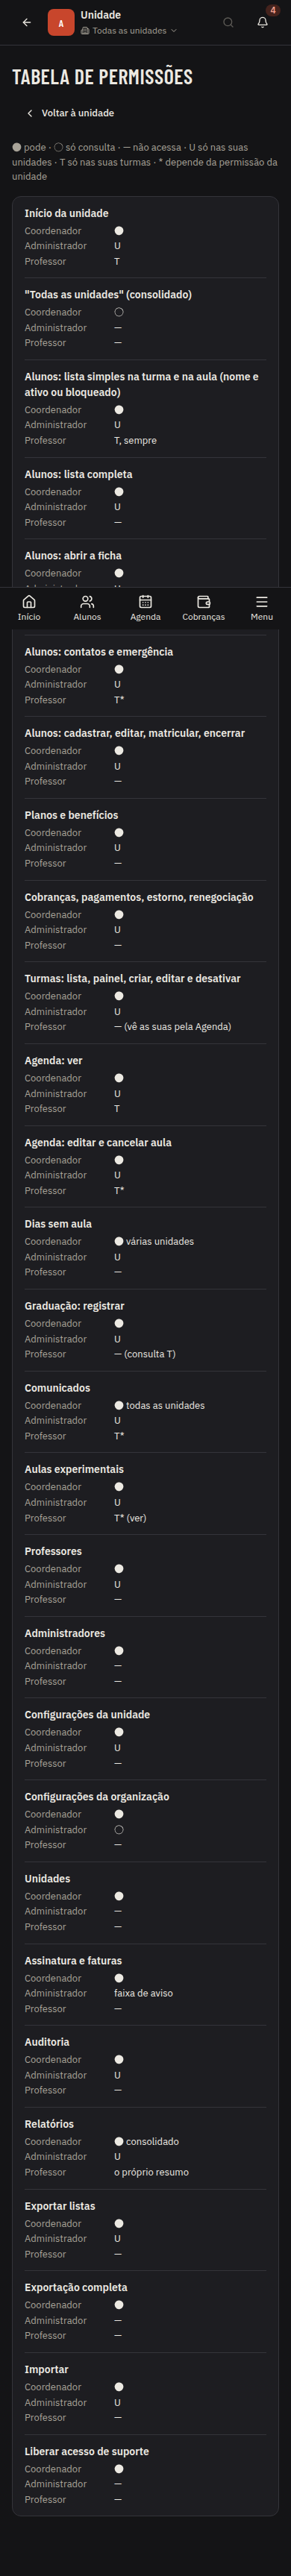 A
Unidade
Todas as unidades
4
TABELA DE PERMISSÕES
Voltar à unidade
● pode · ○ só consulta · — não acessa · U só nas suas
unidades · T só nas suas turmas · * depende da permissão da
unidade
Início da unidade
Coordenador ●
Administrador U
Professor T
"Todas as unidades" (consolidado)
Coordenador ○
Administrador —
Professor —
Alunos: lista simples na turma e na aula (nome e
ativo ou bloqueado)
Coordenador ●
Administrador U
Professor T, sempre
Alunos: lista completa
Coordenador ●
Administrador U
Professor —
Alunos: abrir a ficha
Coordenador ●
Início
Alunos
Agenda
Cobranças
Menu
Alunos: contatos e emergência
Coordenador ●
Administrador U
Professor T*
Alunos: cadastrar, editar, matricular, encerrar
Coordenador ●
Administrador U
Professor —
Planos e benefícios
Coordenador ●
Administrador U
Professor —
Cobranças, pagamentos, estorno, renegociação
Coordenador ●
Administrador U
Professor —
Turmas: lista, painel, criar, editar e desativar
Coordenador ●
Administrador U
Professor — (vê as suas pela Agenda)
Agenda: ver
Coordenador ●
Administrador U
Professor T
Agenda: editar e cancelar aula
Coordenador ●
Administrador U
Professor T*
Dias sem aula
Coordenador ● várias unidades
Administrador U
Professor —
Graduação: registrar
Coordenador ●
Administrador U
Professor — (consulta T)
Comunicados
Coordenador ● todas as unidades
Administrador U
Professor T*
Aulas experimentais
Coordenador ●
Administrador U
Professor T* (ver)
Professores
Coordenador ●
Administrador U
Professor —
Administradores
Coordenador ●
Administrador —
Professor —
Configurações da unidade
Coordenador ●
Administrador U
Professor —
Configurações da organização
Coordenador ●
Administrador ○
Professor —
Unidades
Coordenador ●
Administrador —
Professor —
Assinatura e faturas
Coordenador ●
Administrador faixa de aviso
Professor —
Auditoria
Coordenador ●
Administrador U
Professor —
Relatórios
Coordenador ● consolidado
Administrador U
Professor o próprio resumo
Exportar listas
Coordenador ●
Administrador U
Professor —
Exportação completa
Coordenador ●
Administrador —
Professor —
Importar
Coordenador ●
Administrador U
Professor —
Liberar acesso de suporte
Coordenador ●
Administrador —
Professor —